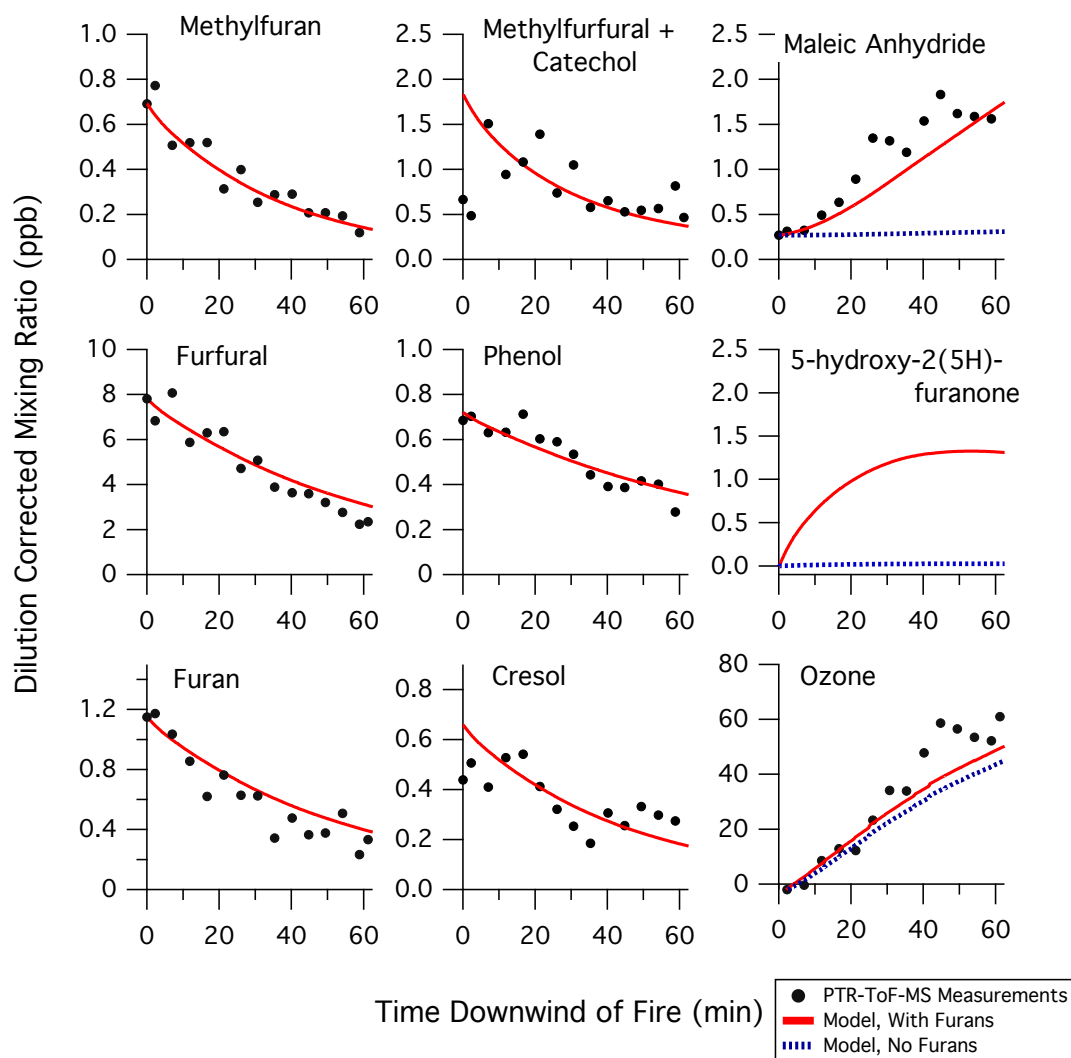 Dilution Corrected Mixing Ratio (ppb)
Methylfuran
1.0
0.8
0.6
0.4
0.2
0
0 20 40 60
Methylfurfural +
Catechol
2.5
2.0
1.5
1.0
0.5
0.0
0 20 40 60
Maleic Anhydride
2.5
2.0
1.5
1.0
0.5
0.0
0 20 40 60
Furfural
10
8
6
4
2
0
0 20 40 60
Phenol
1.0
0.8
0.6
0.4
0.2
0
0 20 40 60
5-hydroxy-2(5H)-
furanone
2.5
2.0
1.5
1.0
0.5
0.0
0 20 40 60
Furan
1.2
0.8
0.4
0
0 20 40 60
Cresol
0.8
0.6
0.4
0.2
0.0
0 20 40 60
Ozone
80
60
40
20
0
0 20 40 60
Time Downwind of Fire (min)
PTR-ToF-MS Measurements
Model, With Furans
Model, No Furans